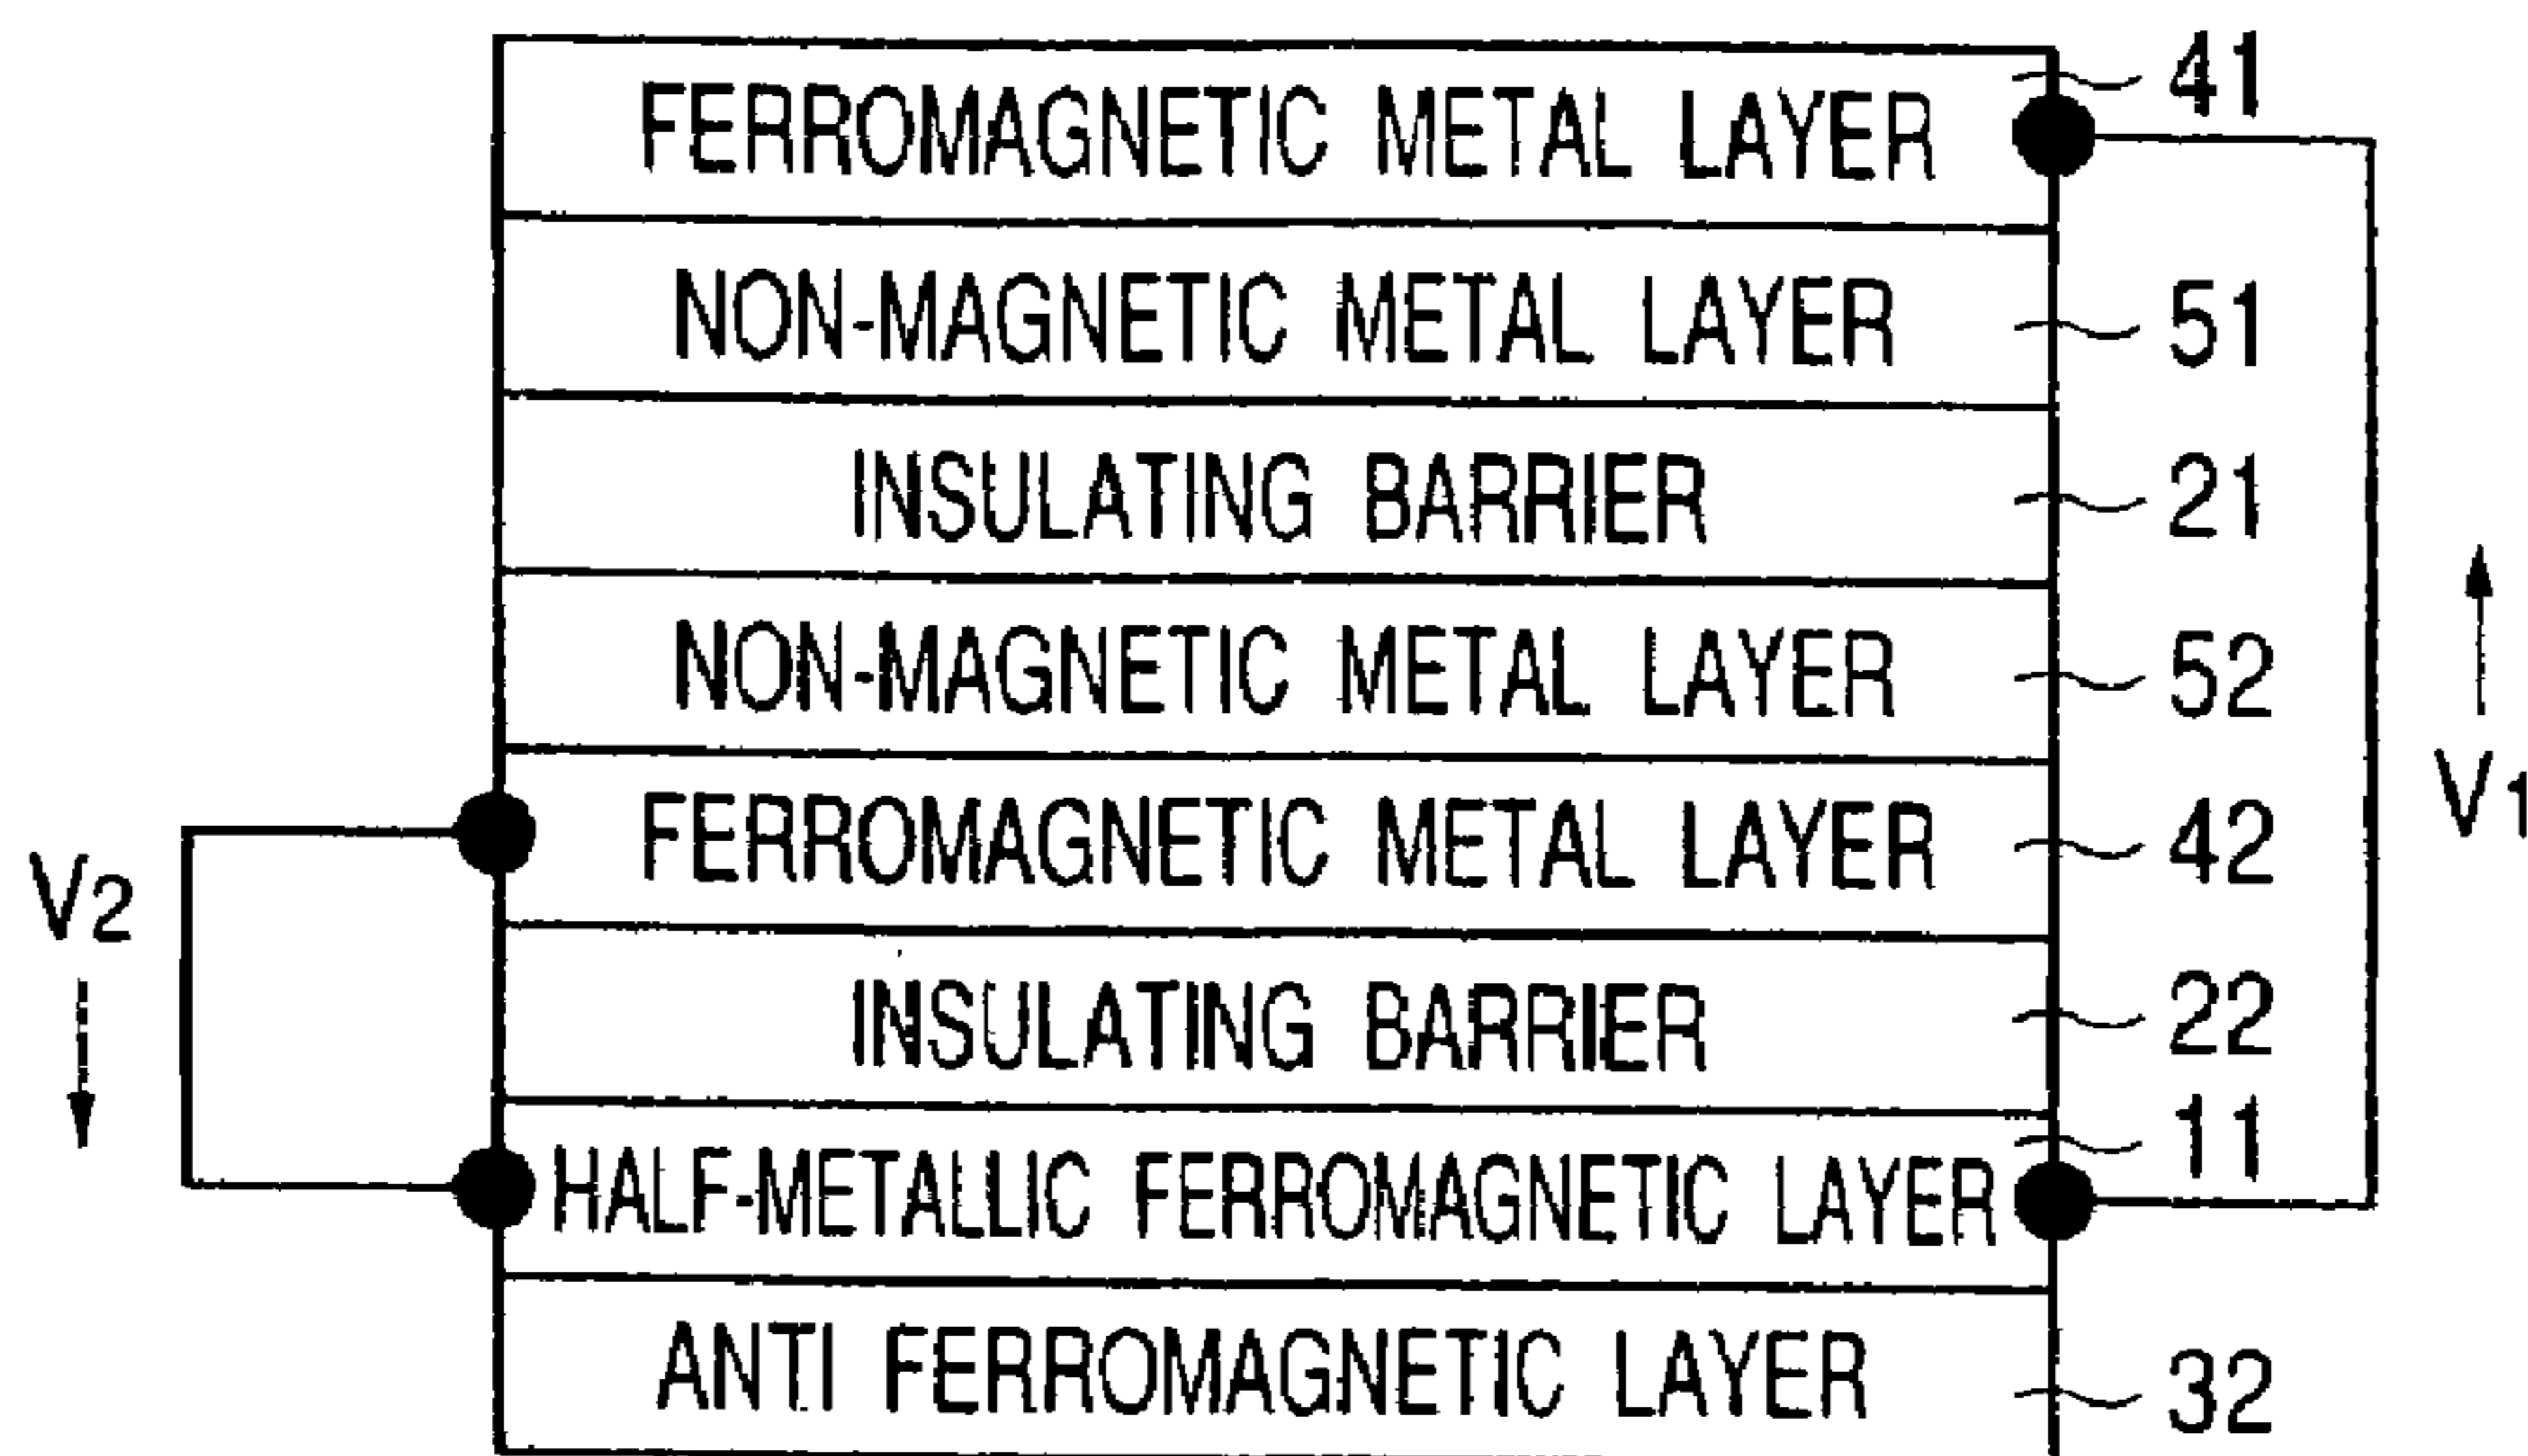 FERROMAGNETIC METAL LAYER 41
NON-MAGNETIC METAL LAYER 51
INSULATING BARRIER 21
NON-MAGNETIC METAL LAYER 52
V1
FERROMAGNETIC METAL LAYER 42
V2
INSULATING BARRIER 22
HALF-METALLIC FERROMAGNETIC LAYER 11
ANTI FERROMAGNETIC LAYER 32